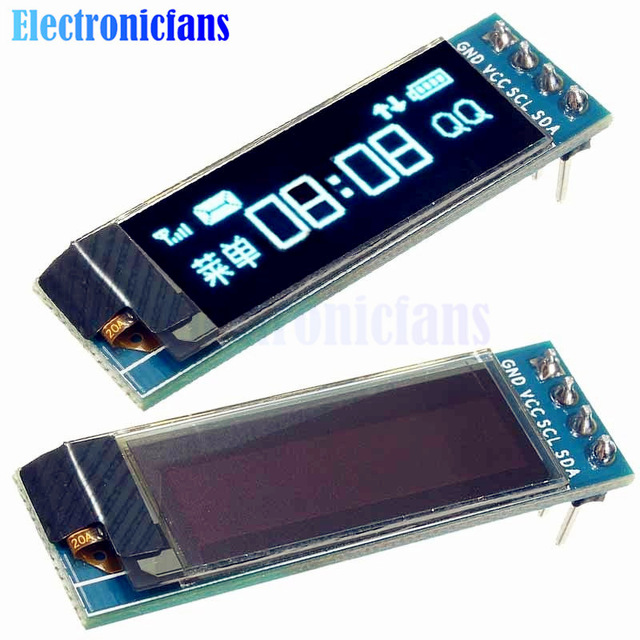 Electronicfans
GND VCC SCL SDA
QQ
08:08
菜单
20A
Electronicfans
GND VCC SCL SDA
20A